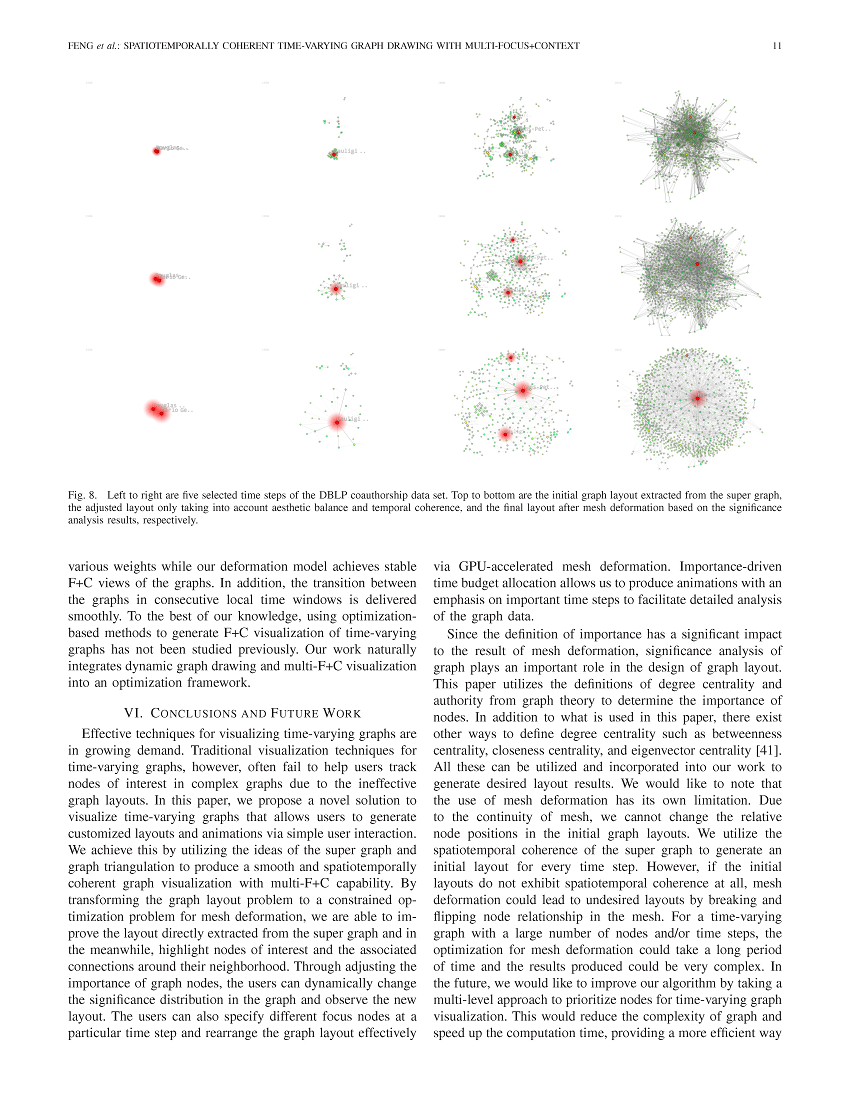 FENG et al.: SPATIOTEMPORALLY COHERENT TIME-VARYING GRAPH DRAWING WITH MULTI-FOCUS+CONTEXT
11
Fig. 8. Left to right are five selected time steps of the DBLP coauthorship data set. Top to bottom are the initial graph layout extracted from the super graph,
the adjusted layout only taking into account aesthetic balance and temporal coherence, and the final layout after mesh deformation based on the significance
analysis results, respectively.
various weights while our deformation model achieves stable
F+C views of the graphs. In addition, the transition between
the graphs in consecutive local time windows is delivered
smoothly. To the best of our knowledge, using optimization-
based methods to generate F+C visualization of time-varying
graphs has not been studied previously. Our work naturally
integrates dynamic graph drawing and multi-F+C visualization
into an optimization framework.
VI. CONCLUSIONS AND FUTURE WORK
Effective techniques for visualizing time-varying graphs are
in growing demand. Traditional visualization techniques for
time-varying graphs, however, often fail to help users track
nodes of interest in complex graphs due to the ineffective
graph layouts. In this paper, we propose a novel solution to
visualize time-varying graphs that allows users to generate
customized layouts and animations via simple user interaction.
We achieve this by utilizing the ideas of the super graph and
graph triangulation to produce a smooth and spatiotemporally
coherent graph visualization with multi-F+C capability. By
transforming the graph layout problem to a constrained op-
timization problem for mesh deformation, we are able to im-
prove the layout directly extracted from the super graph and in
the meanwhile, highlight nodes of interest and the associated
connections around their neighborhood. Through adjusting the
importance of graph nodes, the users can dynamically change
the significance distribution in the graph and observe the new
layout. The users can also specify different focus nodes at a
particular time step and rearrange the graph layout effectively
via GPU-accelerated mesh deformation. Importance-driven
time budget allocation allows us to produce animations with an
emphasis on important time steps to facilitate detailed analysis
of the graph data.
Since the definition of importance has a significant impact
to the result of mesh deformation, significance analysis of
graph plays an important role in the design of graph layout.
This paper utilizes the definitions of degree centrality and
authority from graph theory to determine the importance of
nodes. In addition to what is used in this paper, there exist
other ways to define degree centrality such as betweenness
centrality, closeness centrality, and eigenvector centrality [41].
All these can be utilized and incorporated into our work to
generate desired layout results. We would like to note that
the use of mesh deformation has its own limitation. Due
to the continuity of mesh, we cannot change the relative
node positions in the initial graph layouts. We utilize the
spatiotemporal coherence of the super graph to generate an
initial layout for every time step. However, if the initial
layouts do not exhibit spatiotemporal coherence at all, mesh
deformation could lead to undesired layouts by breaking and
flipping node relationship in the mesh. For a time-varying
graph with a large number of nodes and/or time steps, the
optimization for mesh deformation could take a long period
of time and the results produced could be very complex. In
the future, we would like to improve our algorithm by taking a
multi-level approach to prioritize nodes for time-varying graph
visualization. This would reduce the complexity of graph and
speed up the computation time, providing a more efficient way